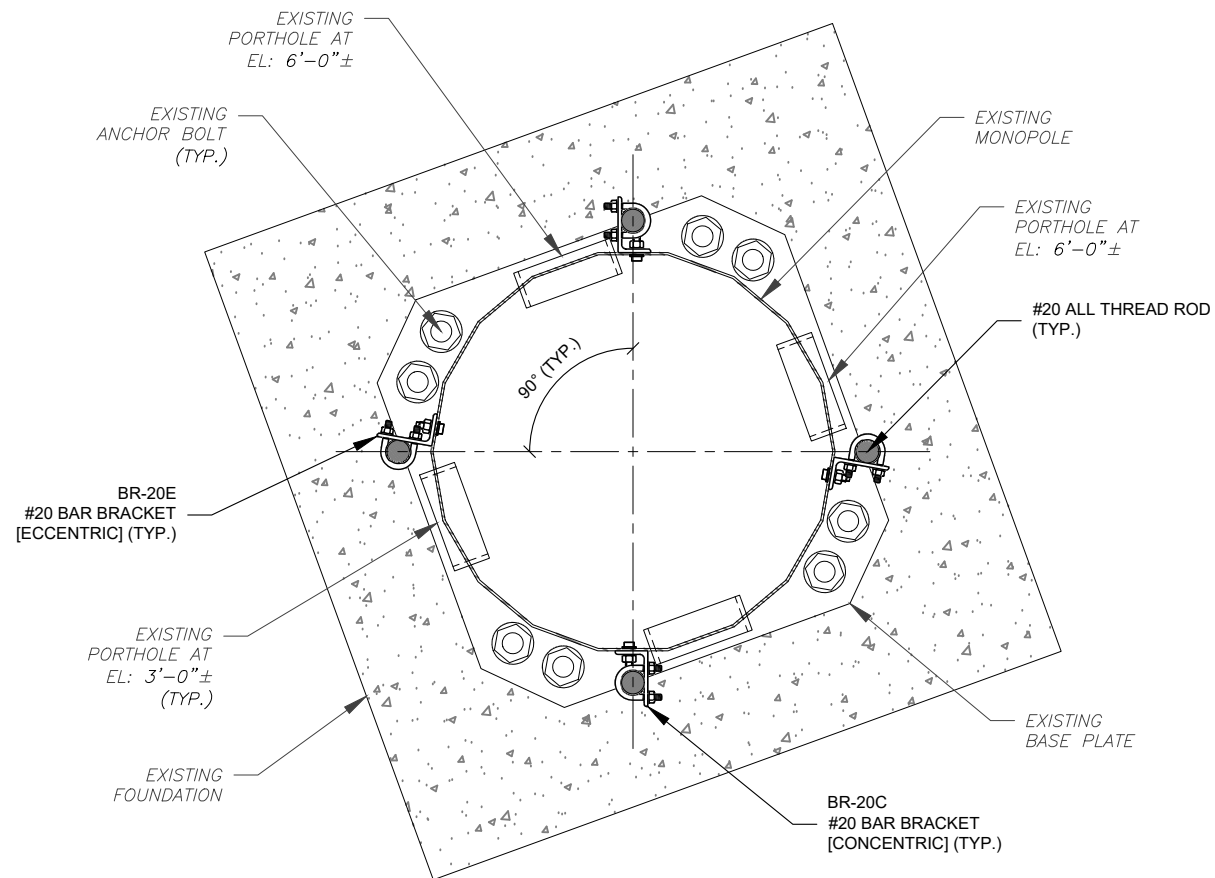 EXISTING
PORTHOLE AT
EL: 6'-0"±
EXISTING
ANCHOR BOLT
(TYP.)
EXISTING
MONOPOLE
EXISTING
PORTHOLE AT
EL: 6'-0"±
#20 ALL THREAD ROD
(TYP.)
90° (TYP.)
BR-20E
#20 BAR BRACKET
[ECCENTRIC] (TYP.)
EXISTING
PORTHOLE AT
EL: 3'-0"±
(TYP.)
EXISTING
FOUNDATION
EXISTING
BASE PLATE
BR-20C
#20 BAR BRACKET
[CONCENTRIC] (TYP.)